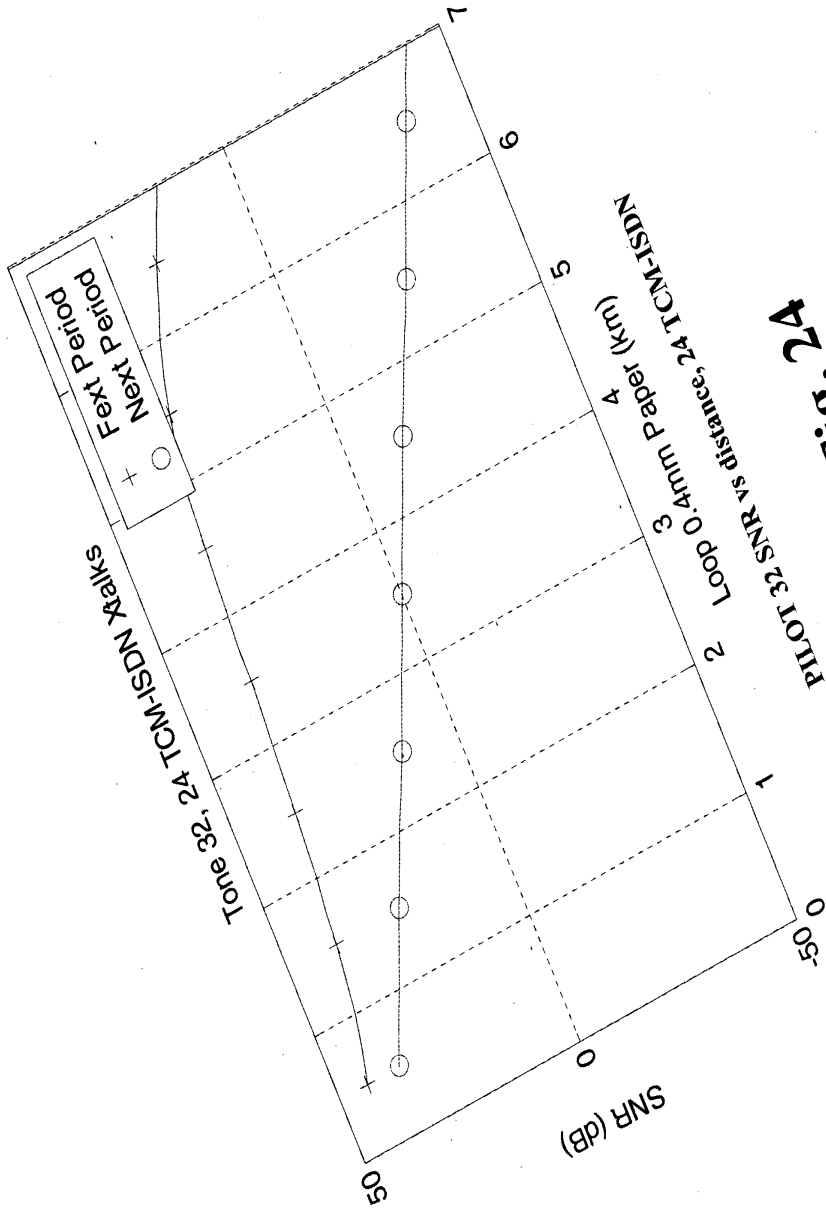 Tone 32, 24 TCM-ISDN Xtalks
Fext Period
Next Period
SNR (dB)
50
0
-50
0
1
2
3
4
5
6
7
Loop 0.4mm Paper (km)
PILOT 32 SNR vs distance, 24 TCM-ISDN
24